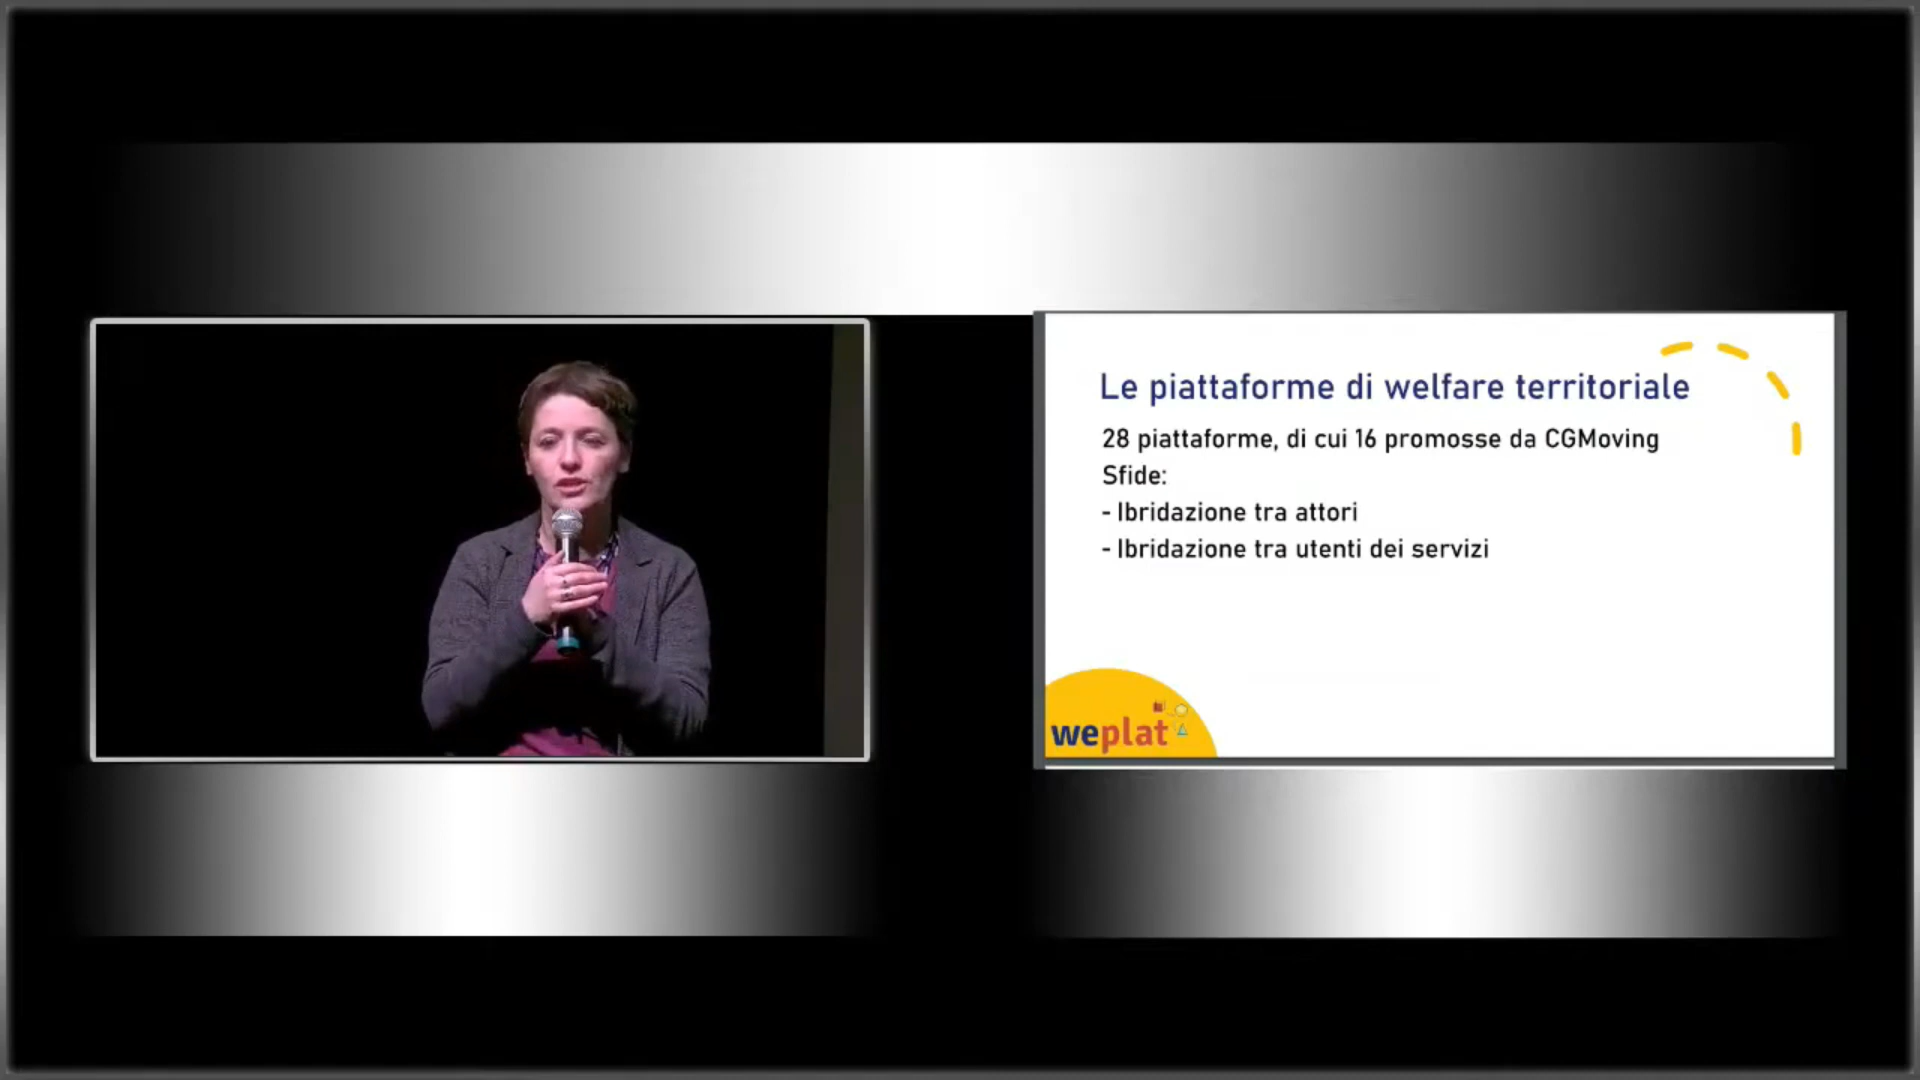 Le piattaforme di welfare territoriale
28 piattaforme, di cui 16 promosse da CGMoving
Sfide:
- Ibridazione tra attori
- Ibridazione tra utenti dei servizi
weplat